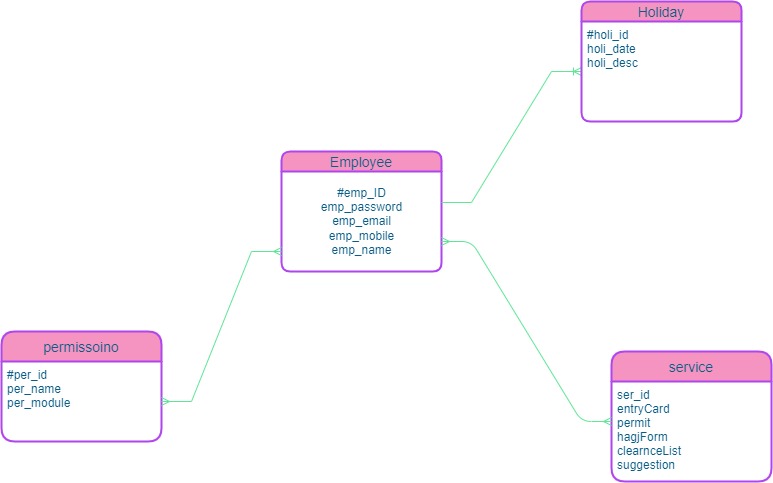 Holiday
#holi_id
holi_date
holi_desc
Employee
#emp_ID
emp_password
emp_email
emp_mobile
emp_name
permissoino
#per_id
per_name
per_module
service
ser_id
entryCard
permit
hagjForm
clearnceList
suggestion